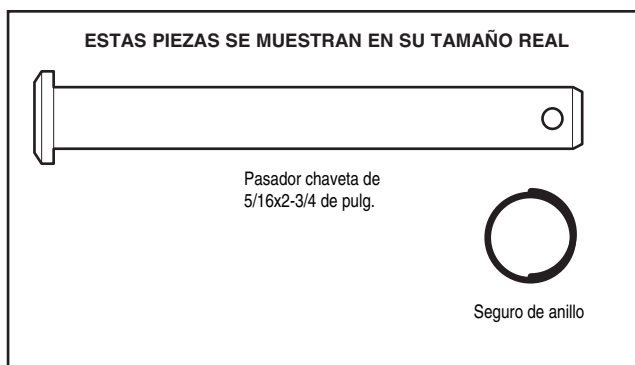 ESTAS PIEZAS SE MUESTRAN EN SU TAMAÑO REAL
Pasador chaveta de
5/16x2-3/4 de pulg.
Seguro de anillo